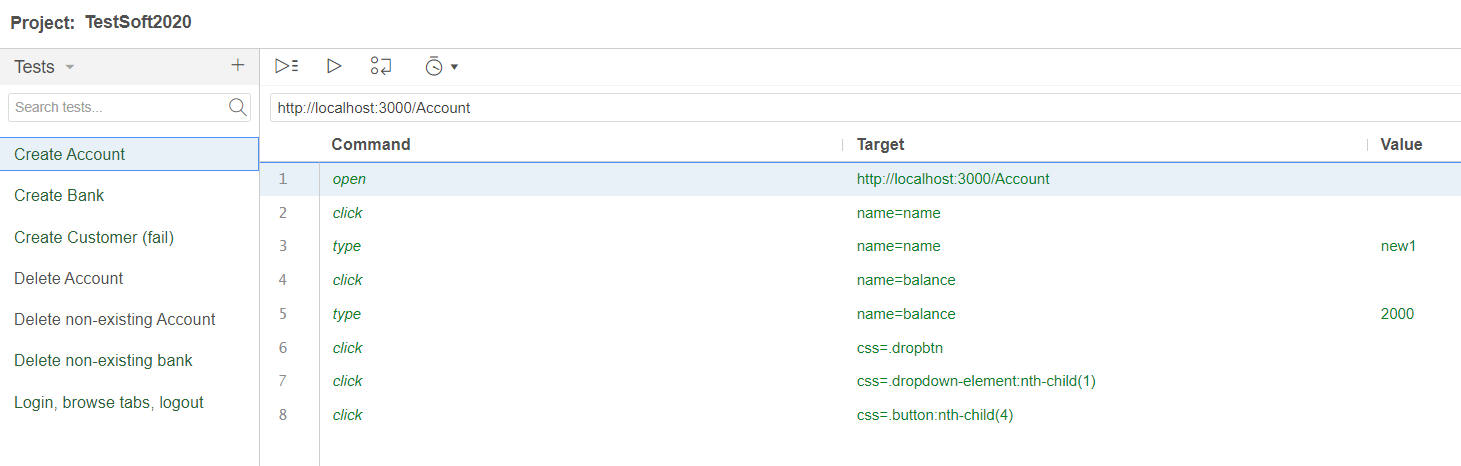 Project: TestSoft2020
Tests
Search tests...
Create Account
Create Bank
Create Customer (fail)
Delete Account
Delete non-existing Account
Delete non-existing bank
Login, browse tabs, logout
http://localhost:3000/Account
Command Target Value
1 open http://localhost:3000/Account
2 click name=name
3 type name=name new1
4 click name=balance
5 type name=balance 2000
6 click css=.dropbtn
7 click css=.dropdown-element:nth-child(1)
8 click css=.button:nth-child(4)